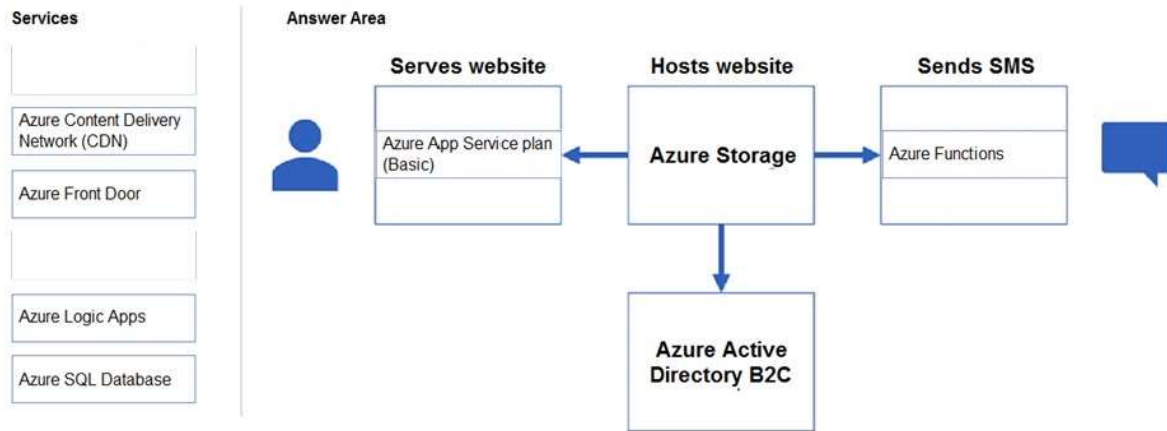 Services
Azure Content Delivery
Network (CDN)
Azure Front Door
Azure Logic Apps
Azure SQL Database
Answer Area
Serves website
Azure App Service plan
(Basic)
Hosts website
Azure Storage
Sends SMS
Azure Functions
Azure Active
Directory B2C